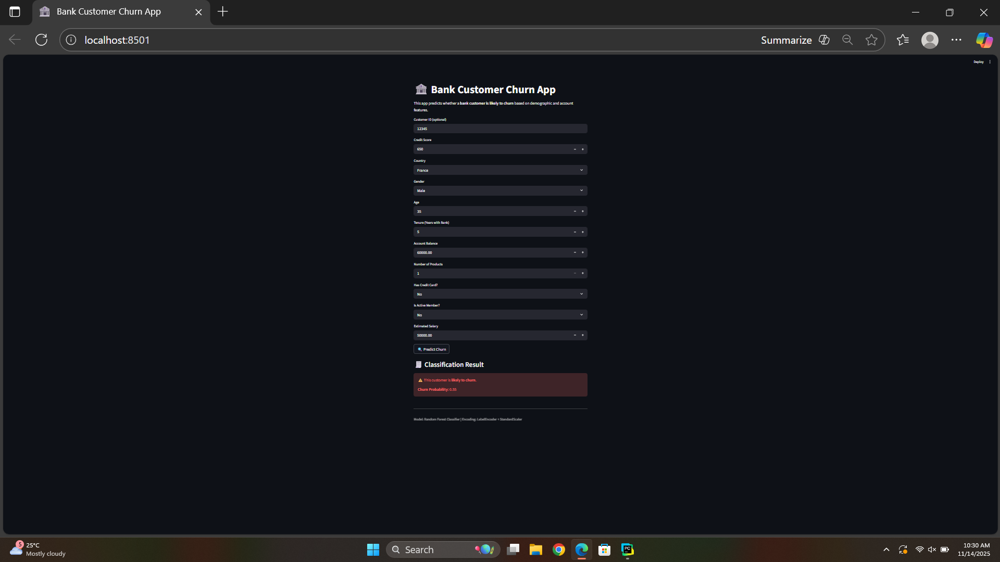 Bank Customer Churn App
localhost:8501
Summarize
Deploy
Bank Customer Churn App
This app predicts whether a bank customer is likely to churn based on demographic and account
features.
Customer ID (optional)
12345
Credit Score
650
Country
France
Gender
Male
Age
35
Tenure (Years with Bank)
5
Account Balance
60000.00
Number of Products
1
Has Credit Card?
No
Is Active Member?
No
Estimated Salary
50000.00
Predict Churn
Classification Result
This customer is likely to churn.
Churn Probability: 0.55
Model: Random Forest Classifier | Encoding: LabelEncoder + StandardScaler
5
25°C
Mostly cloudy
Search
PC
10:30 AM
11/14/2025